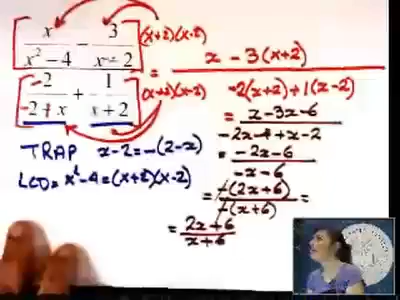 [x/(x²-4) - 3/(x-2)] (x+2)(x-2) = x - 3(x+2)
[-2/(-2+x) + 1/(x+2)] (x+2)(x-2) -2(x+2)+1(x-2)
= (x-3x-6)/(-2x-4+x-2)
TRAP x-2=-(2-x)
= (-2x-6)/(-x-6)
LCD= x²-4=(x+2)(x-2)
= -(2x+6)/-(x+6) =
= (2x+6)/(x+6)